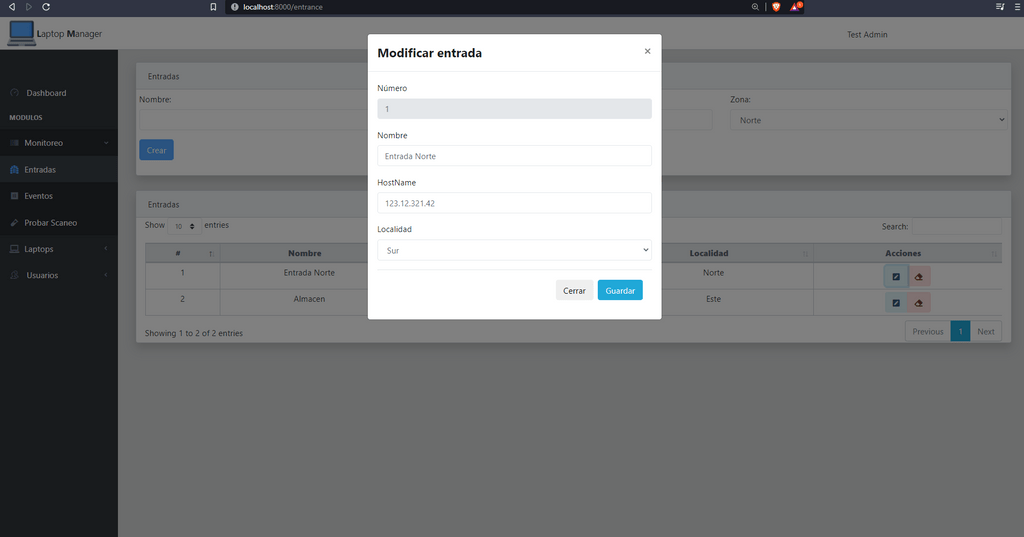 localhost:8000/entrance
Laptop Manager
Test Admin
Dashboard
MODULOS
Monitoreo
Entradas
Eventos
Probar Scaneo
Laptops
Usuarios
Entradas
Nombre:
Zona:
Norte
Crear
Entradas
Show 10 entries
Search:
# Nombre Localidad Acciones
1 Entrada Norte Norte
2 Almacen Este
Showing 1 to 2 of 2 entries
Previous 1 Next
Modificar entrada
×
Número
1
Nombre
Entrada Norte
HostName
123.12.321.42
Localidad
Sur
Cerrar Guardar